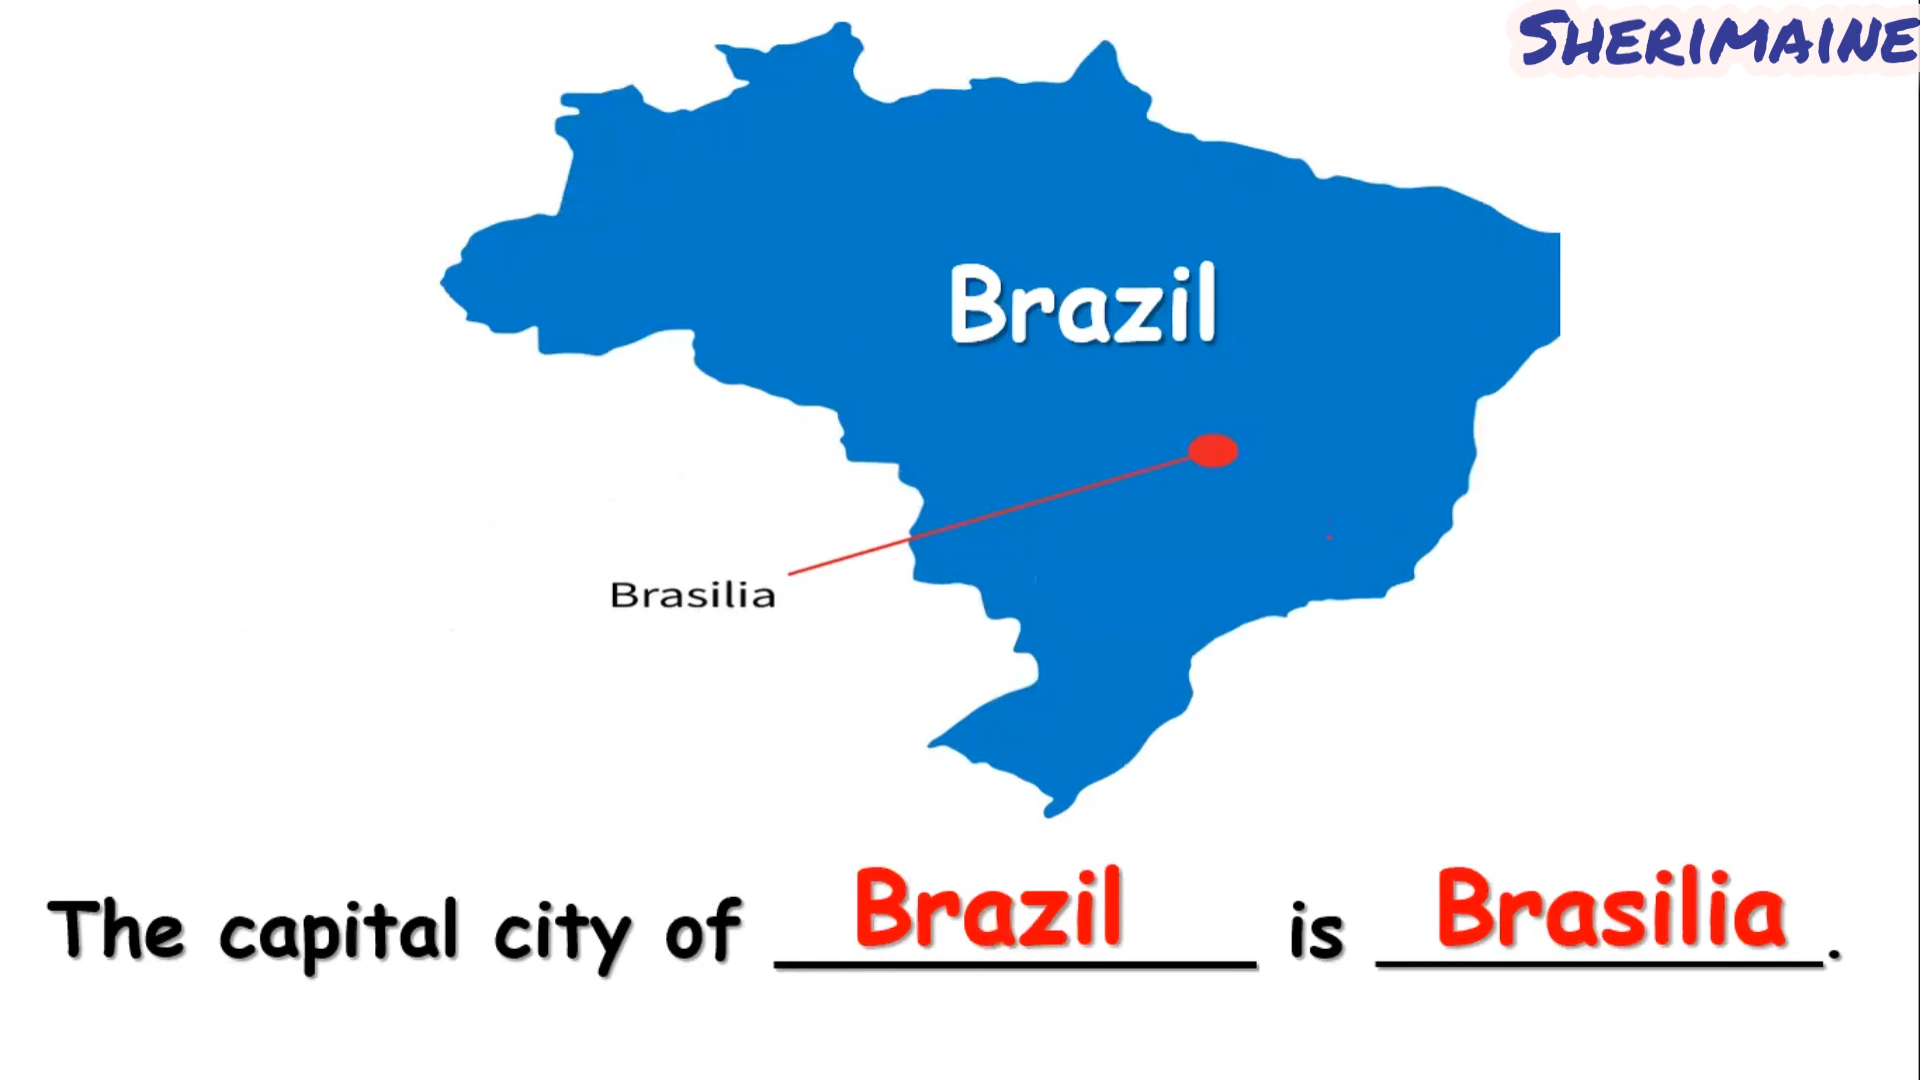 SHERIMAINE
Brazil
Brasilia
The capital city of Brazil is Brasilia.